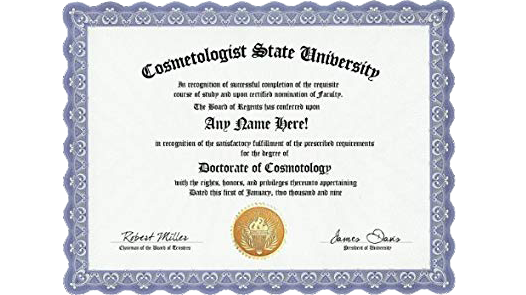 Cosmetologist State University
In recognition of successful completion of the requisite
course of study and upon certified nomination of Faculty,
The Board of Regents has conferred upon
Any Name Here!
in recognition of the satisfactory fulfillment of the prescribed requirements
for the degree of
Doctorate of Cosmotology
with the rights, honors, and privileges thereunto appertaining
Dated this first of January, two thousand and nine
Robert Miller
Chairman of the Board of Trustees
James Davis
President of University